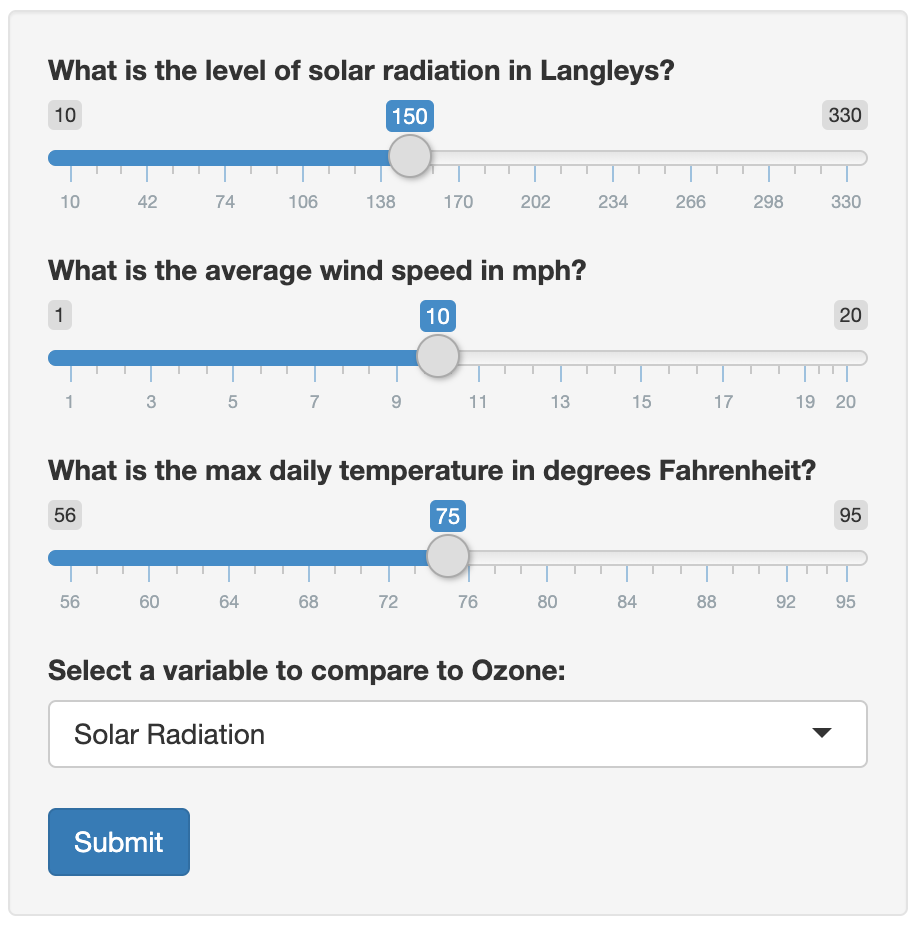 What is the level of solar radiation in Langleys?
10 150 330
10 42 74 106 138 170 202 234 266 298 330
What is the average wind speed in mph?
1 10 20
1 3 5 7 9 11 13 15 17 19 20
What is the max daily temperature in degrees Fahrenheit?
56 75 95
56 60 64 68 72 76 80 84 88 92 95
Select a variable to compare to Ozone:
Solar Radiation
Submit